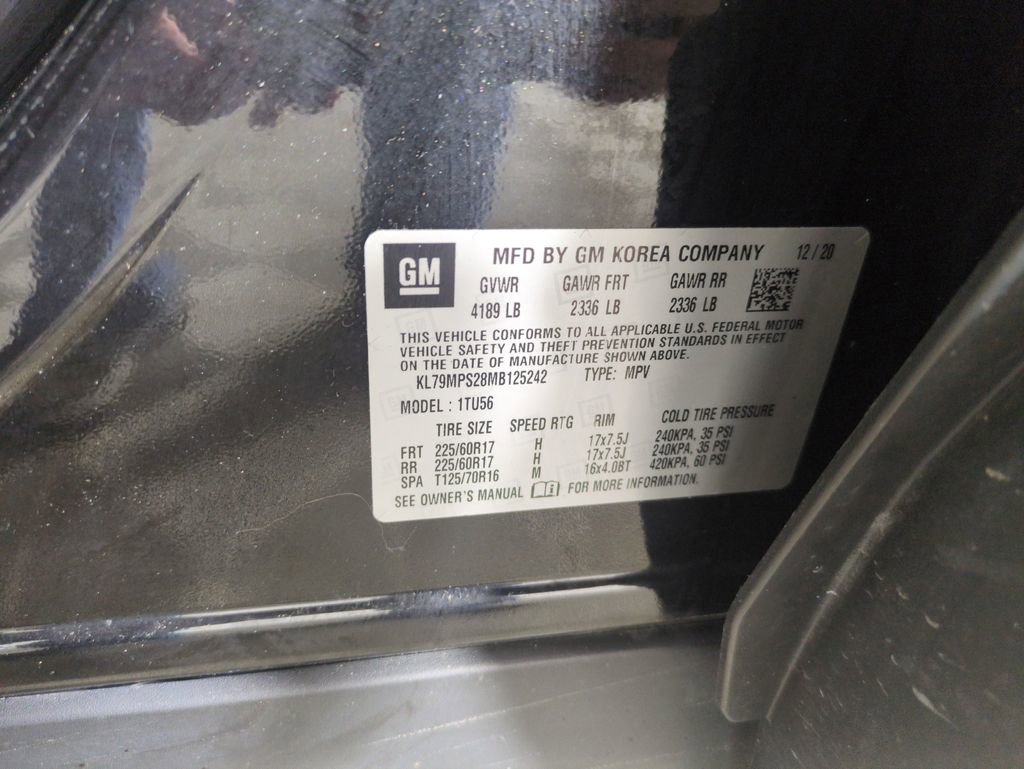 GM
MFD BY GM KOREA COMPANY 12/20
GVWR GAWR FRT GAWR RR
4189 LB 2336 LB 2336 LB
THIS VEHICLE CONFORMS TO ALL APPLICABLE U.S. FEDERAL MOTOR
VEHICLE SAFETY AND THEFT PREVENTION STANDARDS IN EFFECT
ON THE DATE OF MANUFACTURE SHOWN ABOVE.
KL79MPS28MB125242 TYPE: MPV
MODEL : 1TU56
TIRE SIZE SPEED RTG RIM COLD TIRE PRESSURE
FRT 225/60R17 H 17x7.5J 240KPA, 35 PSI
RR 225/60R17 H 17x7.5J 240KPA, 35 PSI
SPA T125/70R16 M 16x4.0BT 420KPA, 60 PSI
SEE OWNER'S MANUAL FOR MORE INFORMATION.